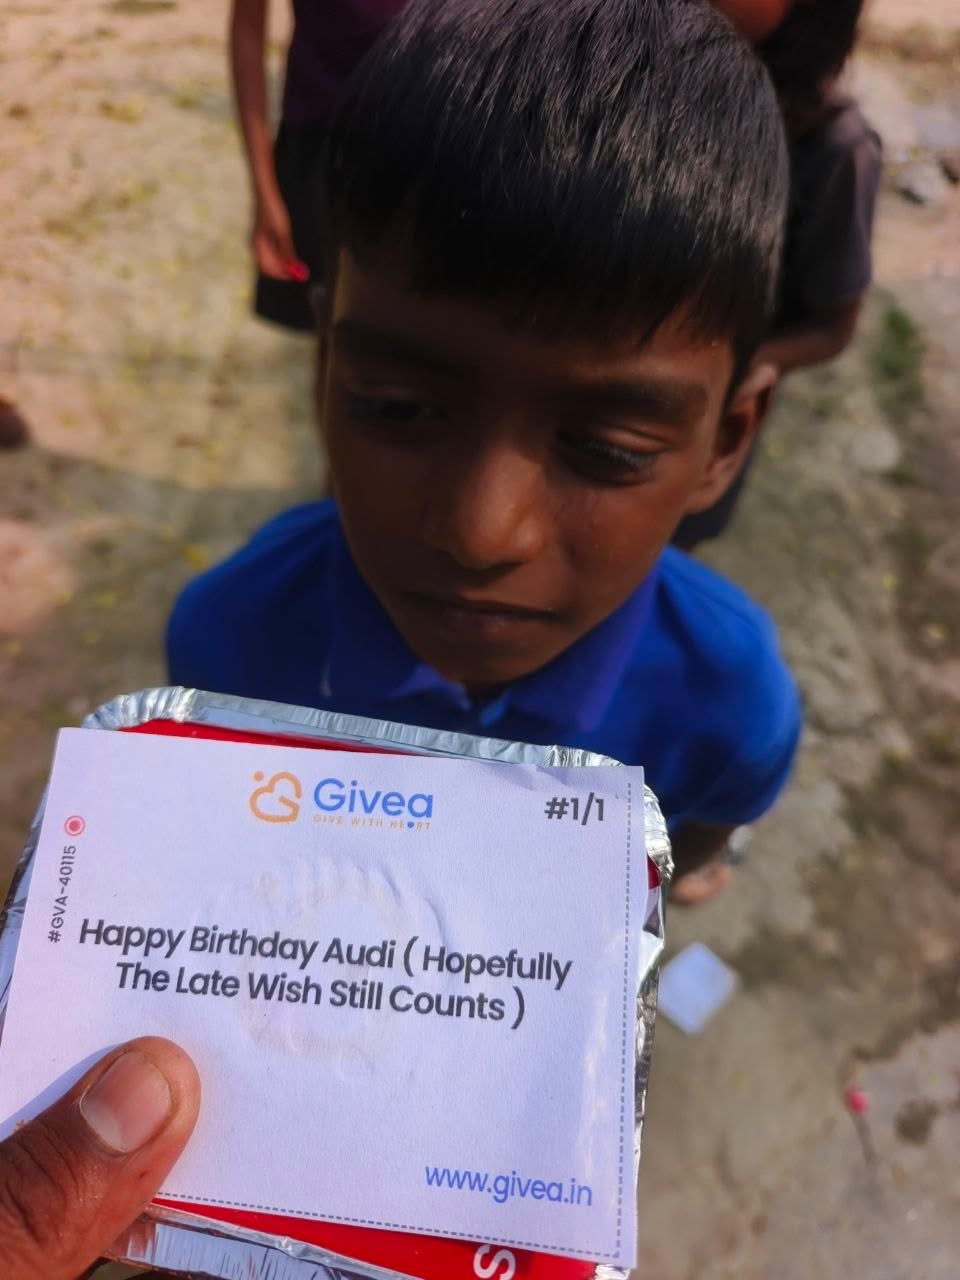 Givea
GIVE WITH HEART
#1/1
#GVA-40115
Happy Birthday Audi ( Hopefully
The Late Wish Still Counts )
www.givea.in
S